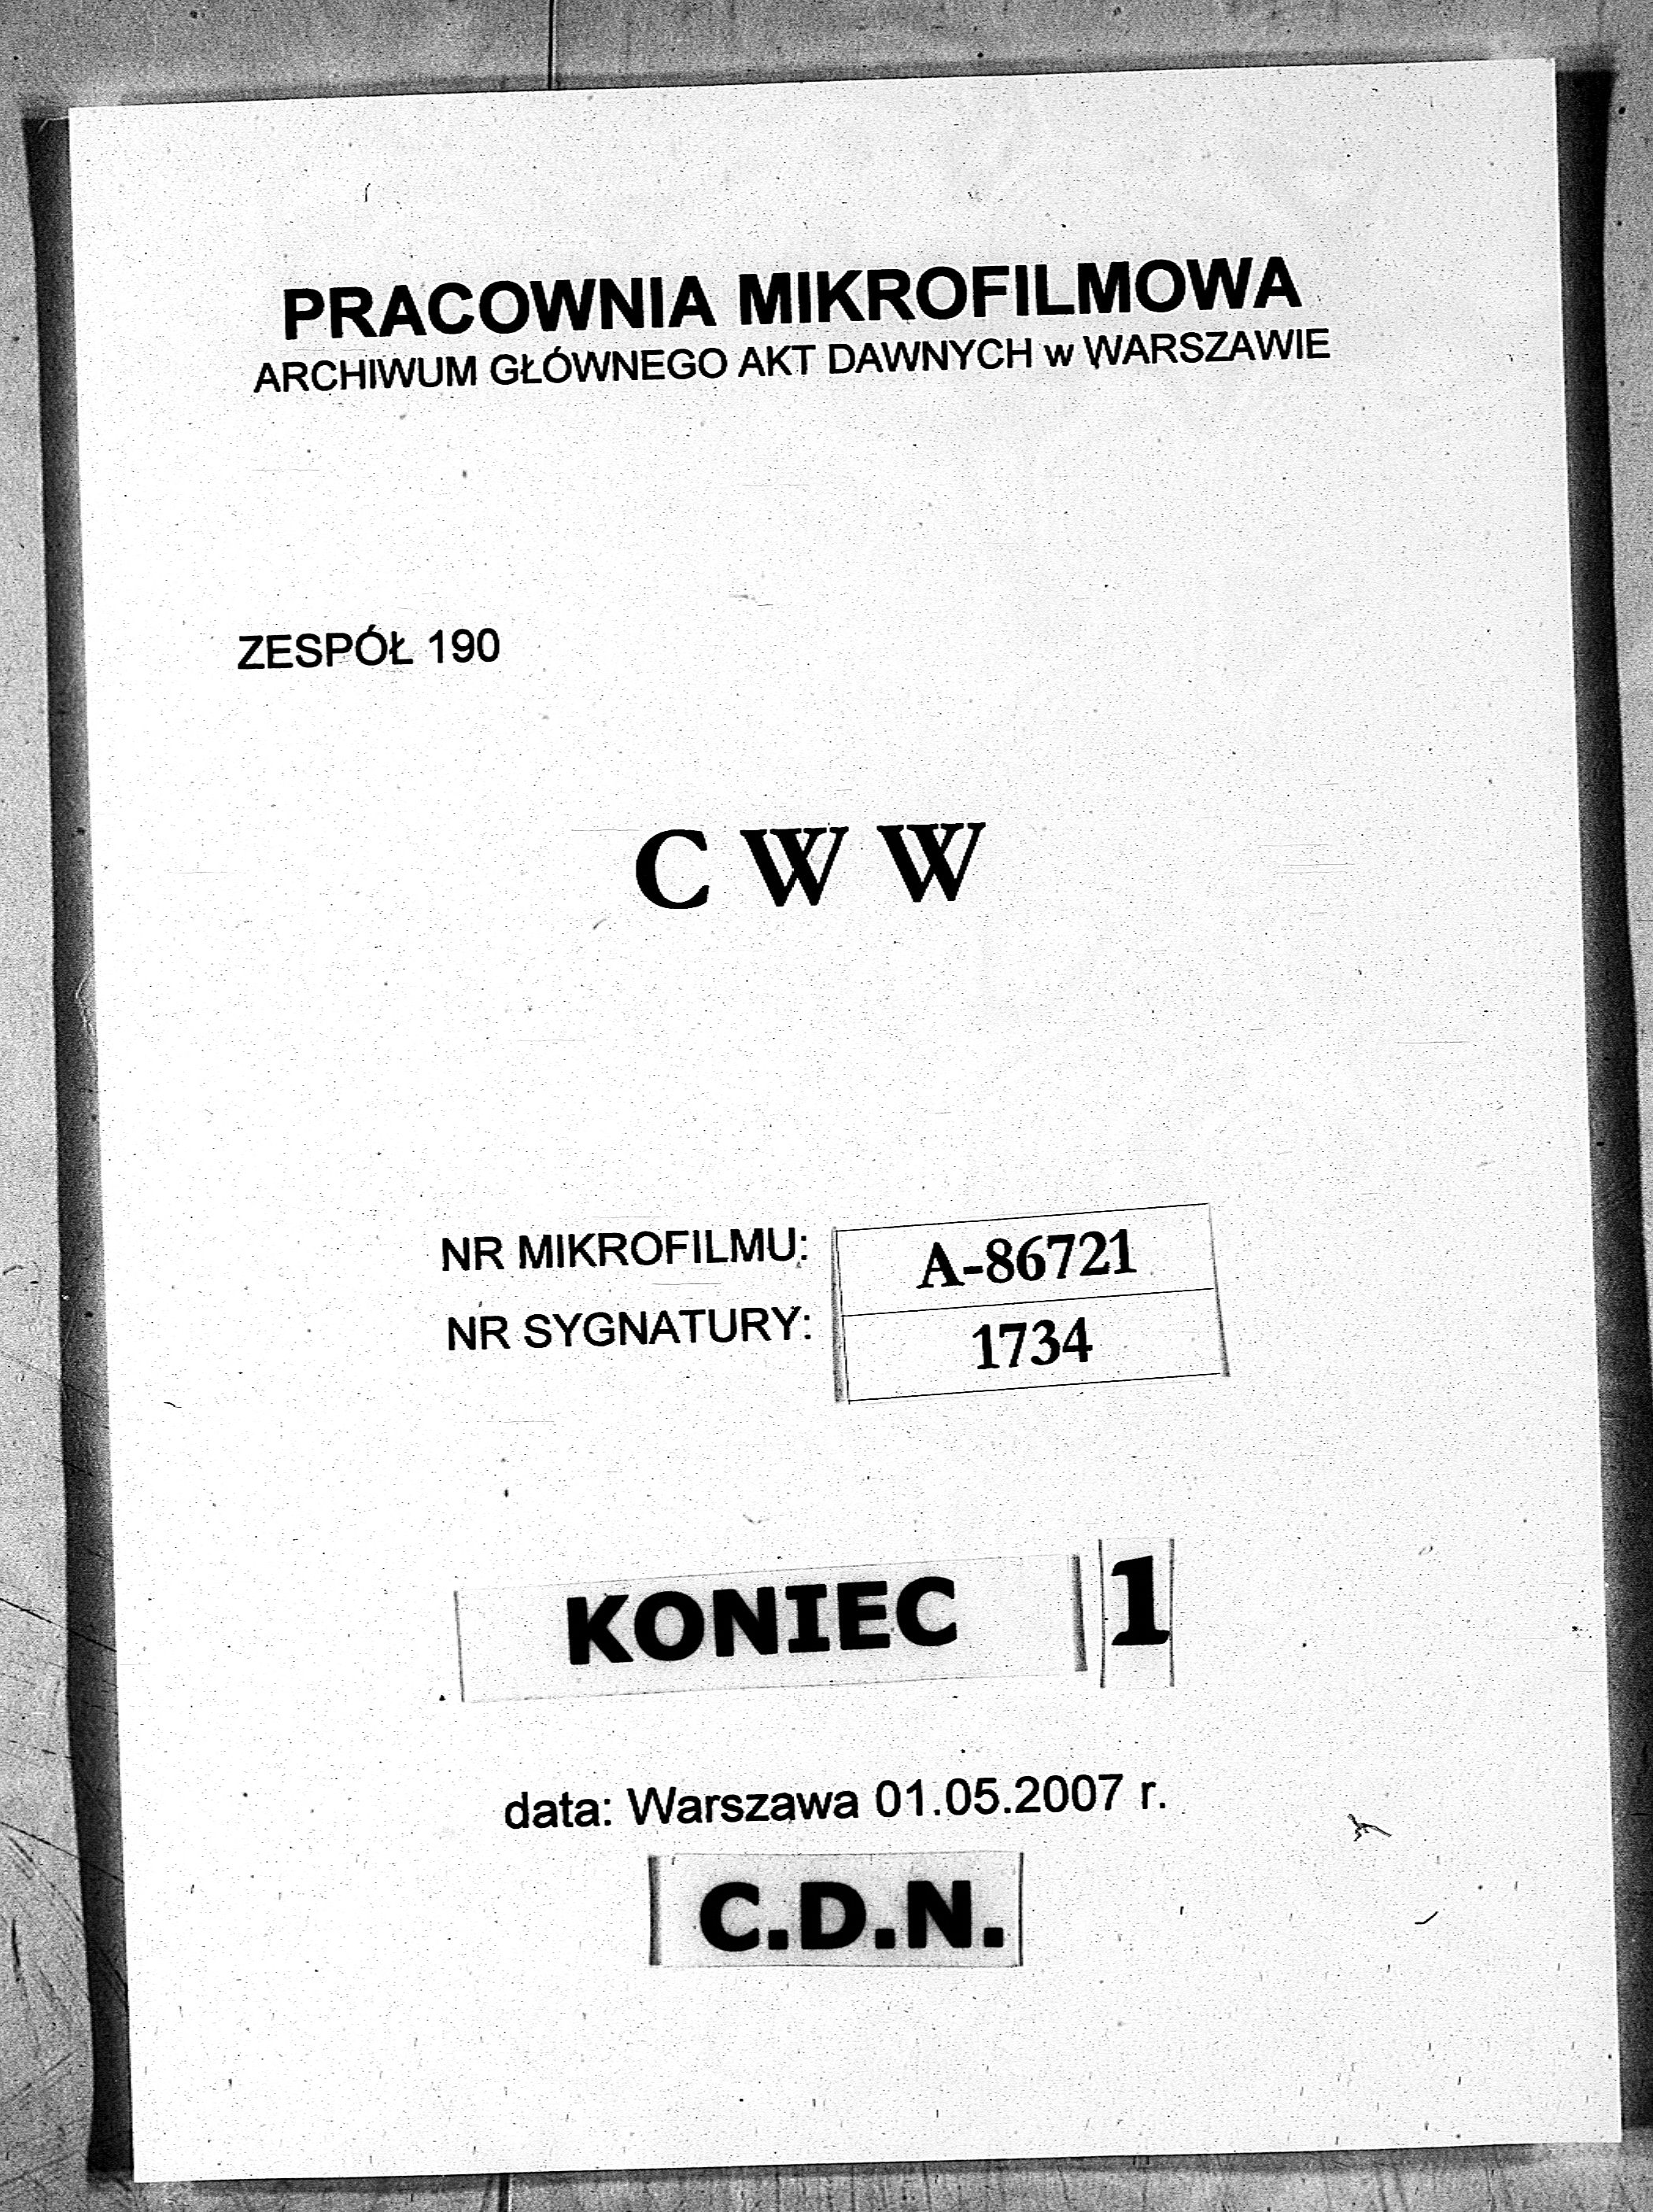 PRACOWNIA MIKROFILMOWA
ARCHIWUM GŁÓWNEGO AKT DAWNYCH w WARSZAWIE
ZESPÓŁ 190
C W W
NR MIKROFILMU: A-86721
NR SYGNATURY: 1734
KONIEC 1
data: Warszawa 01.05.2007 r.
C.D.N.